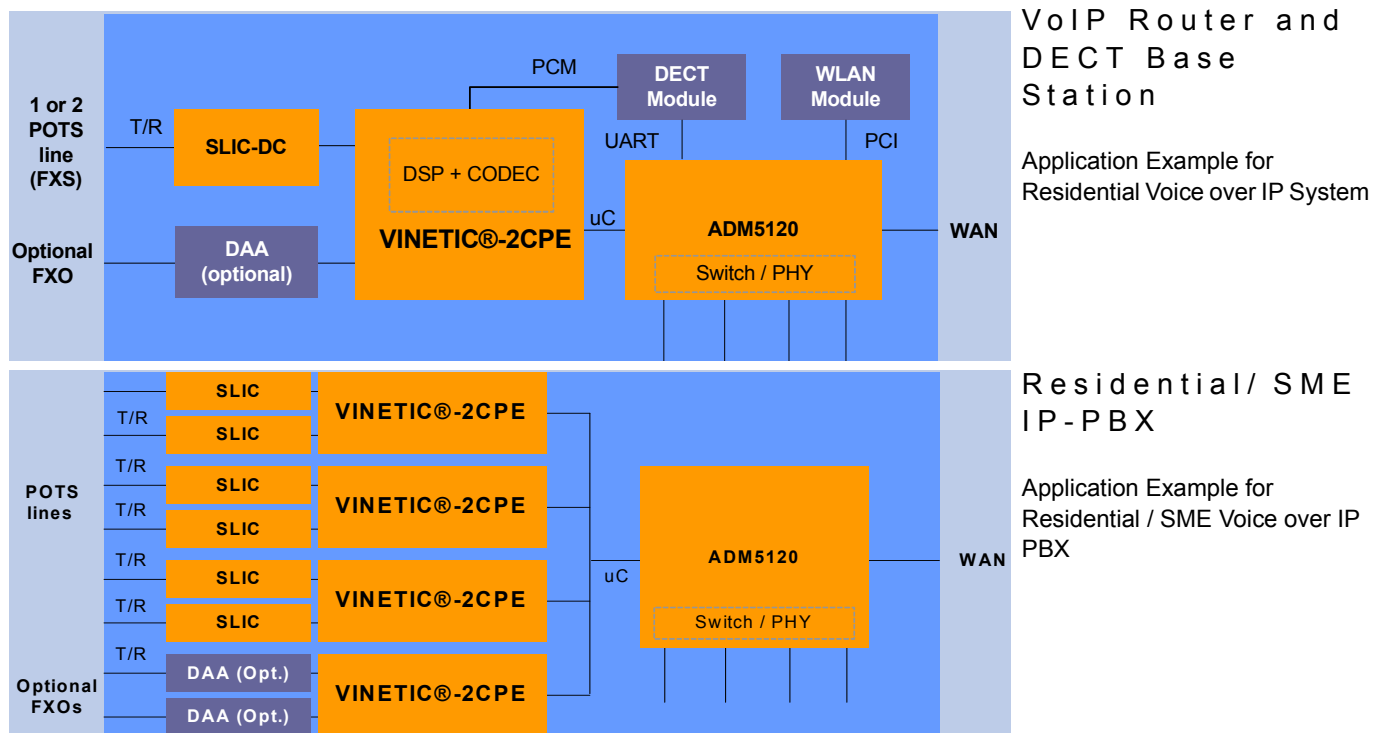 VoIP Router and
DECT Base
Station
Application Example for
Residential Voice over IP System
1 or 2
POTS
line
(FXS)
T/R
SLIC-DC
PCM
DECT
Module
WLAN
Module
UART
PCI
DSP + CODEC
VINETIC®-2CPE
uC
ADM5120
Switch / PHY
WAN
Optional
FXO
DAA
(optional)
Residential/ SME
IP-PBX
Application Example for
Residential / SME Voice over IP
PBX
POTS
lines
Optional
FXOs
T/R
T/R
T/R
T/R
T/R
T/R
SLIC
SLIC
SLIC
SLIC
SLIC
SLIC
DAA (Opt.)
DAA (Opt.)
VINETIC®-2CPE
VINETIC®-2CPE
VINETIC®-2CPE
VINETIC®-2CPE
uC
ADM5120
Switch / PHY
WAN